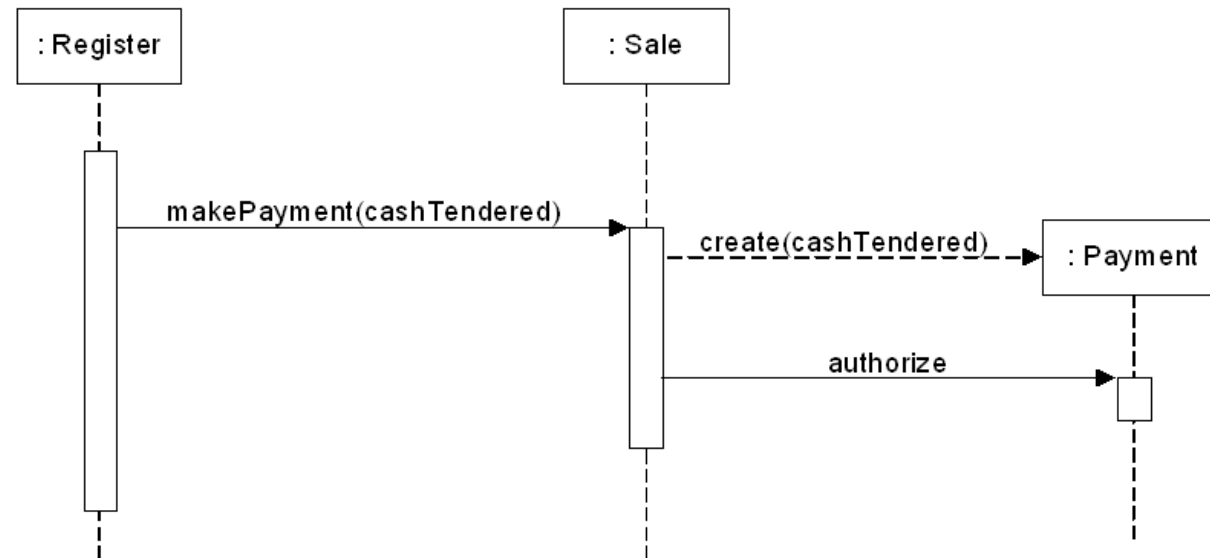 : Register
: Sale
makePayment(cashTendered)
create(cashTendered)
: Payment
authorize